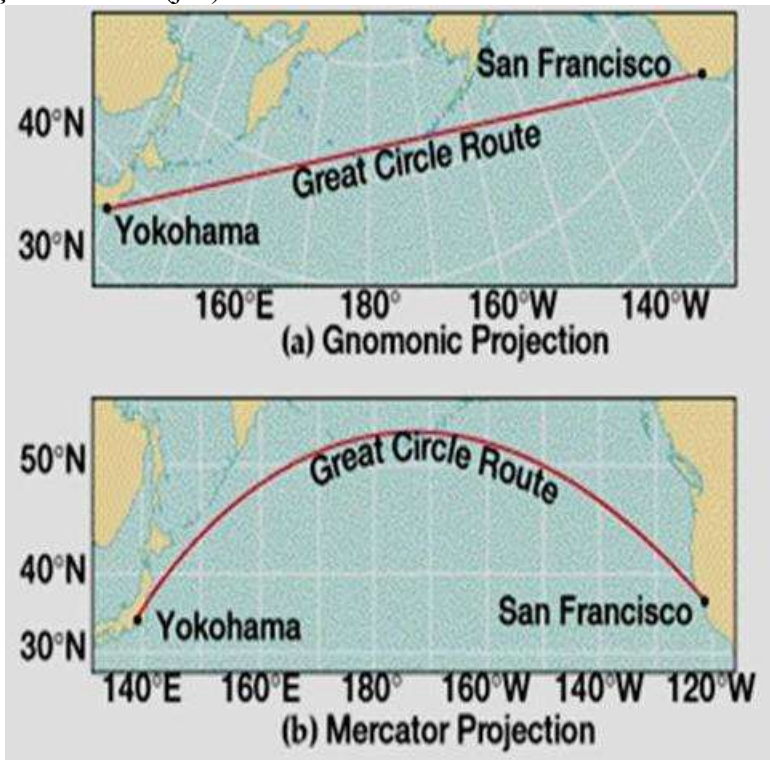 San Francisco
40°N
Great Circle Route
Yokohama
30°N
160°E 180° 160°W 140°W
(a) Gnomonic Projection
50°N
Great Circle Route
40°N
San Francisco
Yokohama
30°N
140°E 160°E 180° 160°W 140°W 120°W
(b) Mercator Projection